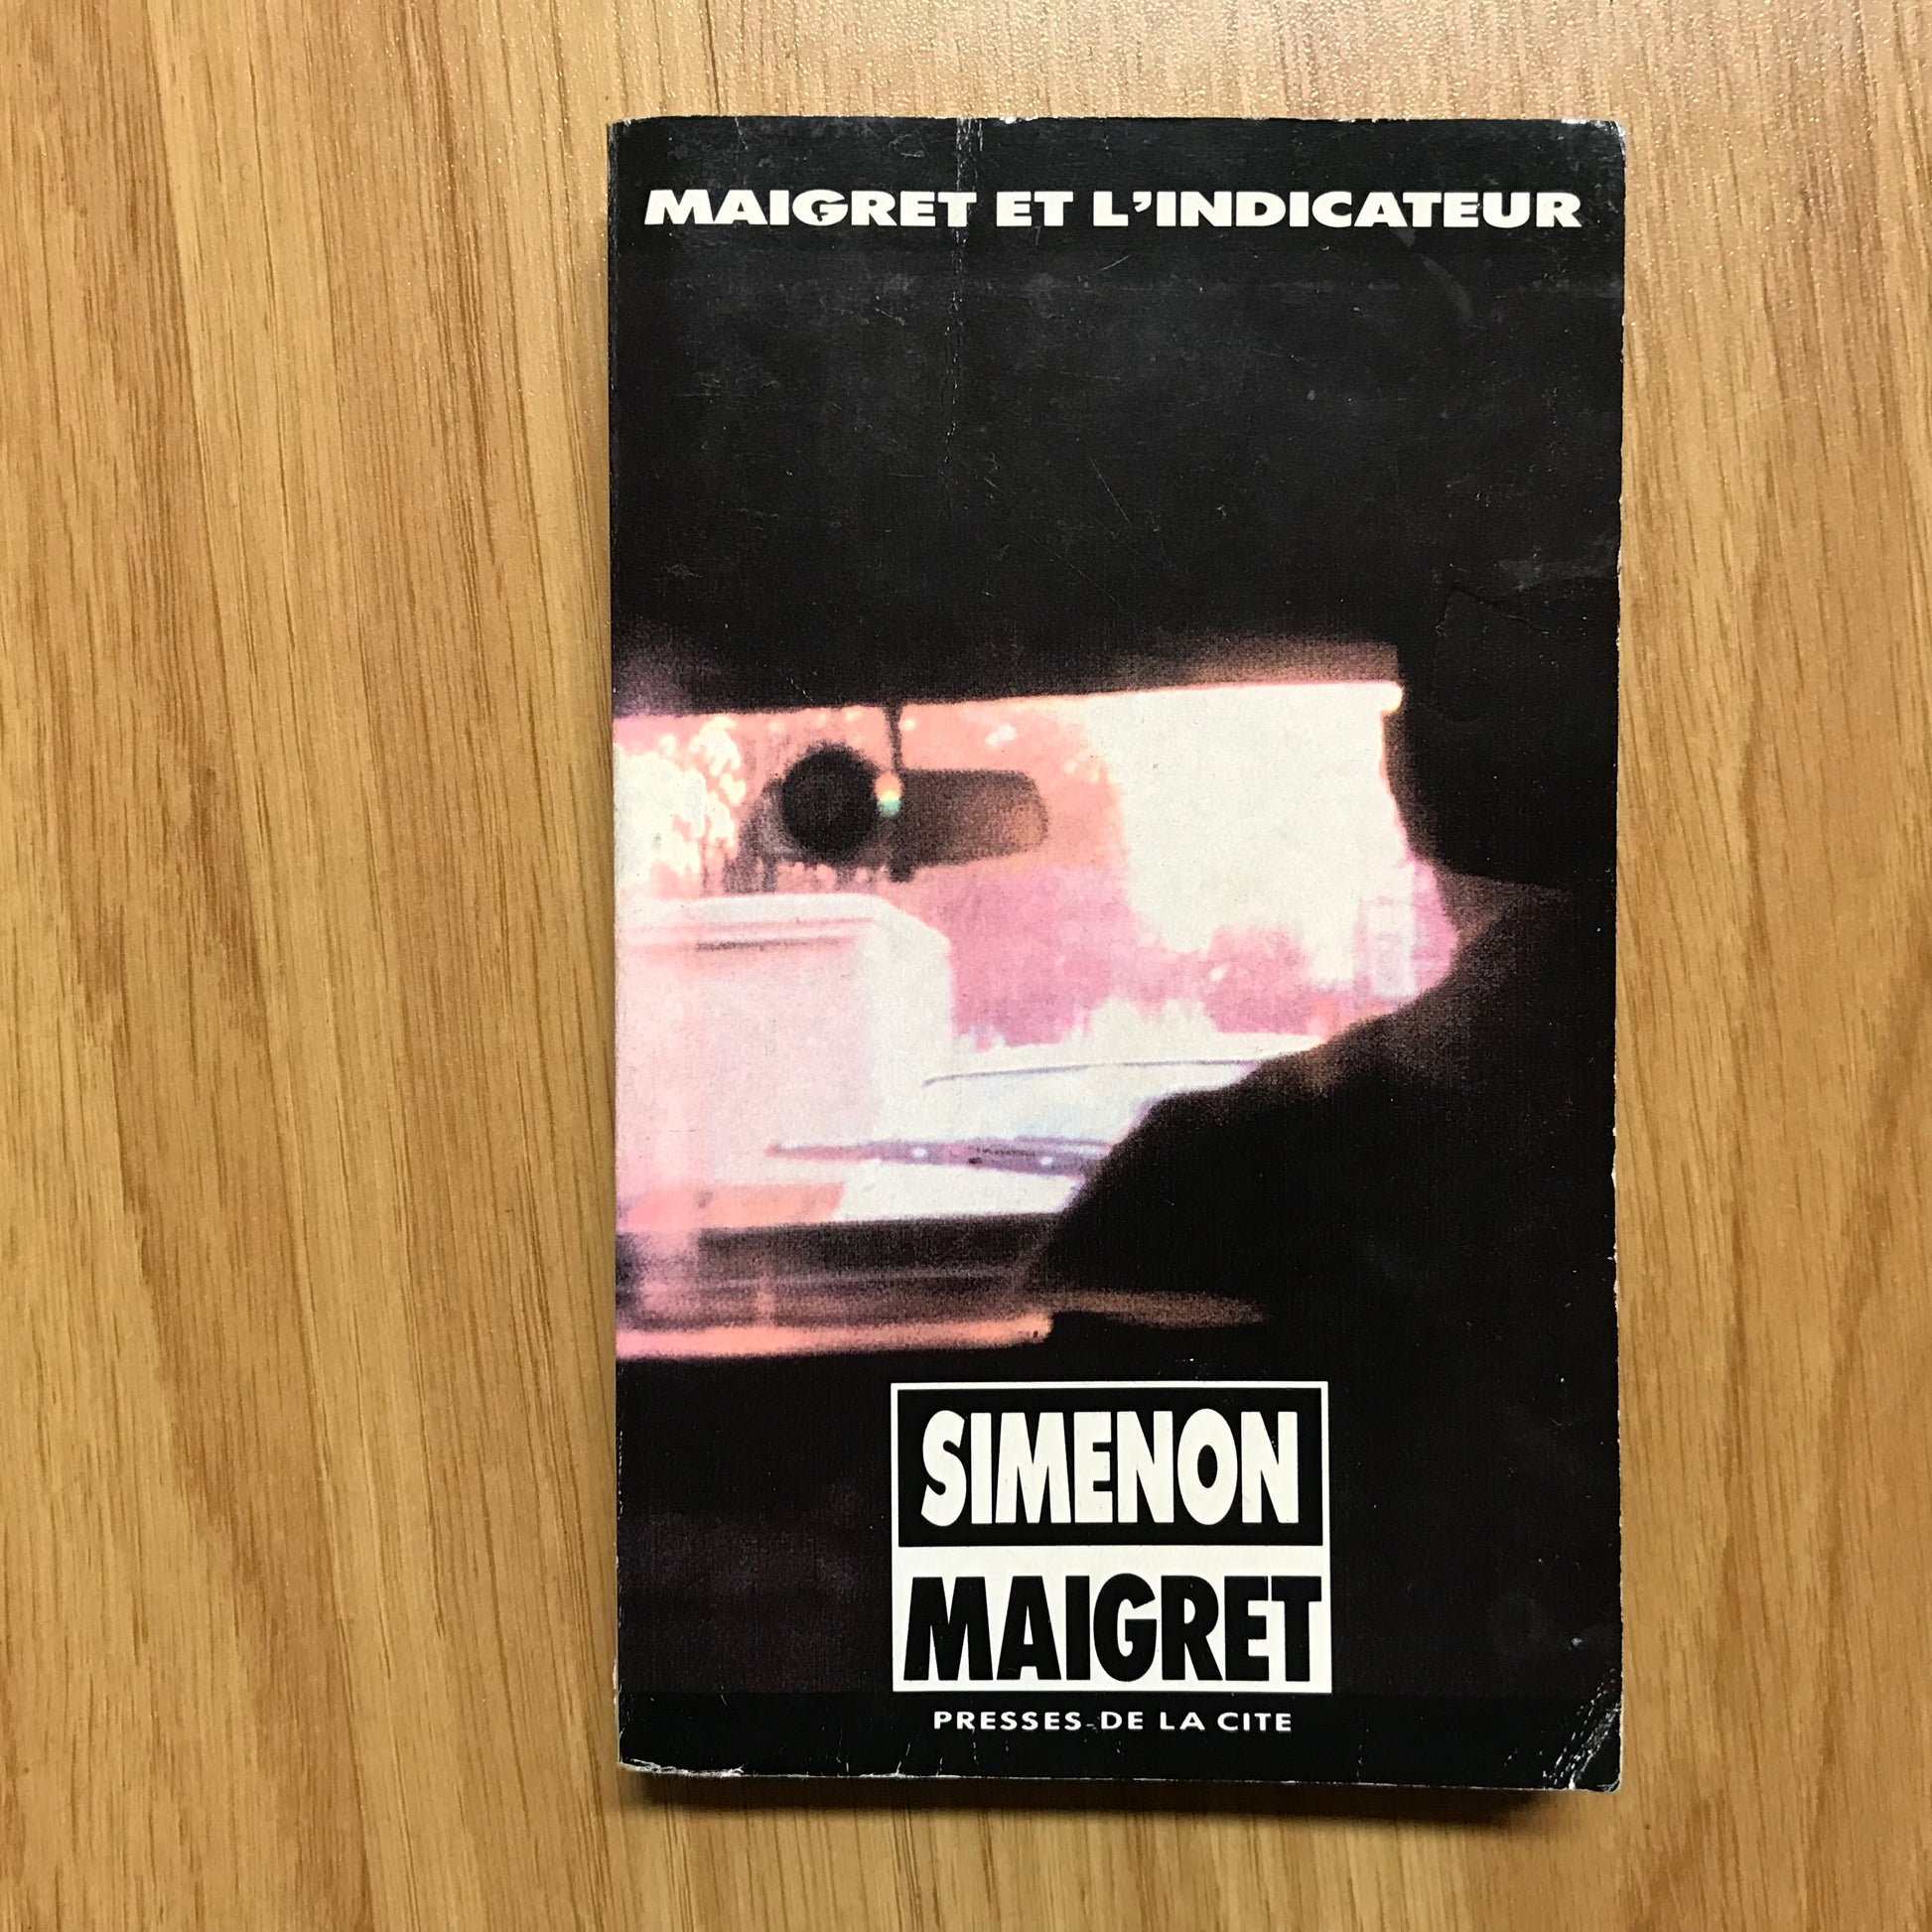 MAIGRET ET L'INDICATEUR
SIMENON
MAIGRET
PRESSES DE LA CITE